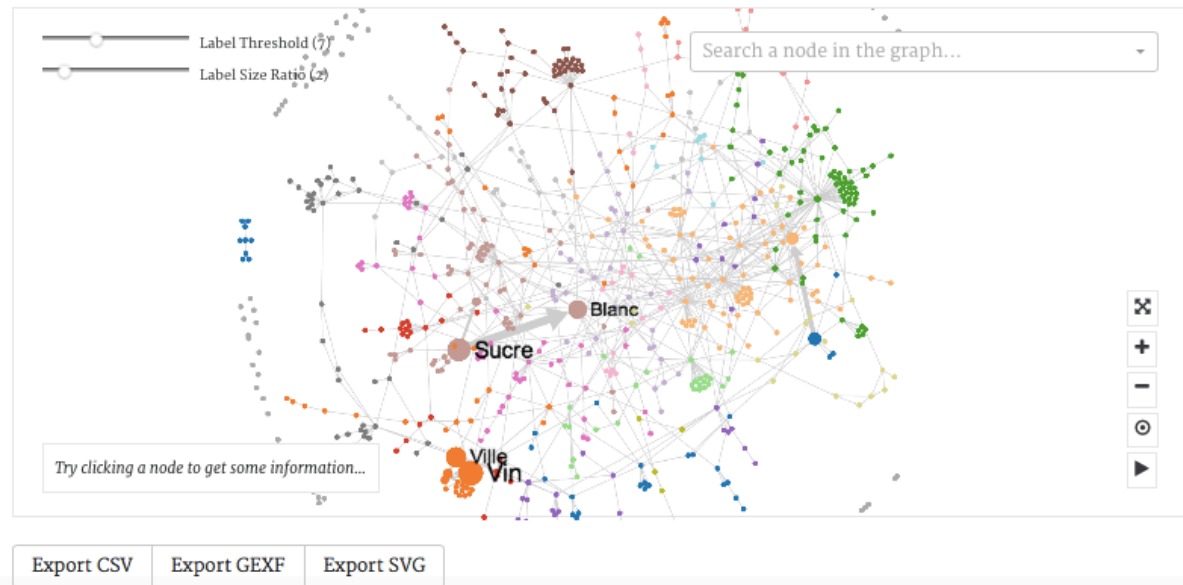 Label Threshold (7)
Search a node in the graph...
Label Size Ratio (2)
Blanc
Sucre
Ville
Vin
Try clicking a node to get some information...
Export CSV
Export GEXF
Export SVG